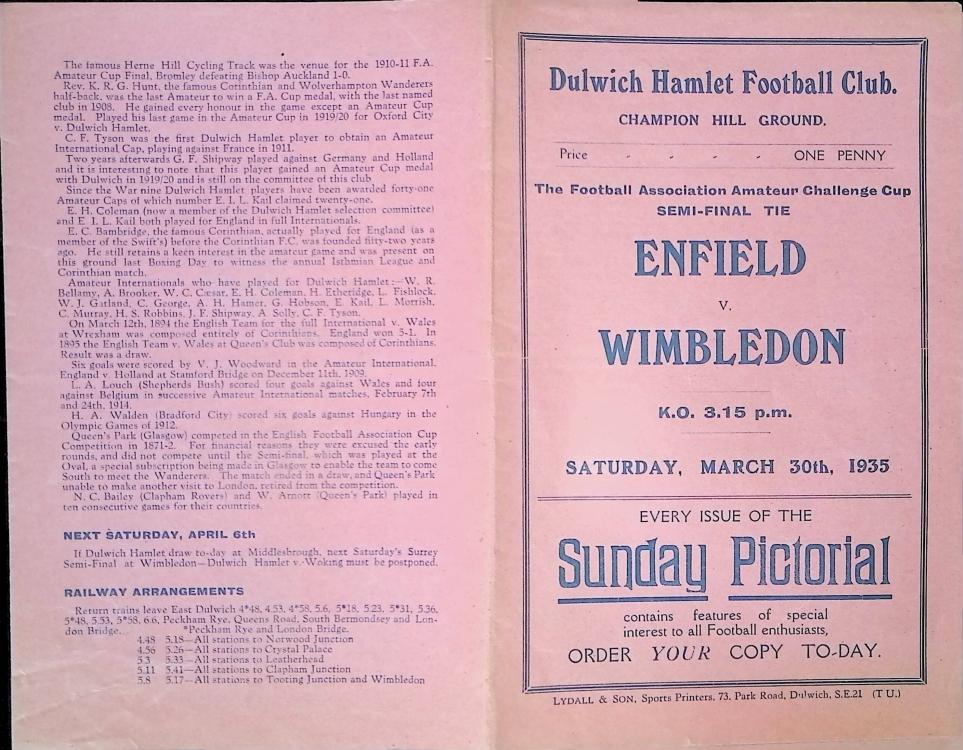 The famous Herne Hill Cycling Track was the venue for the 1910-11 F.A.
Amateur Cup Final, Bromley defeating Bishop Auckland 1-0.
Rev. K. R. G. Hunt, the famous Corinthian and Wolverhampton Wanderers
half-back, was the last Amateur to win a F.A. Cup medal, with the last named
club in 1908. He gained every honour in the game except an Amateur Cup
medal. Played his last game in the Amateur Cup in 1919/20 for Oxford City
v. Dulwich Hamlet.
C. F. Tyson was the first Dulwich Hamlet player to obtain an Amateur
International Cap, playing against France in 1911.
Two years afterwards G. F. Shipway played against Germany and Holland
and it is interesting to note that this player gained an Amateur Cup medal
with Dulwich in 1919/20 and is still on the committee of this club
Since the War nine Dulwich Hamlet players have been awarded forty-one
Amateur Caps of which number E. I. L. Kail claimed twenty-one.
E. H. Coleman (now a member of the Dulwich Hamlet selection committee)
and E. I. L. Kail both played for England in full Internationals.
E. C. Bambridge, the famous Corinthian, actually played for England (as a
member of the Swift's) before the Corinthian F.C. was founded fifty-two years
ago. He still retains a keen interest in the amateur game and was present on
this ground last Boxing Day to witness the annual Isthmian League and
Corinthian match.
Amateur Internationals who have played for Dulwich Hamlet:—W. R.
Bellamy, A. Brooker, W. C. Cæsar, E. H. Coleman, H. Etheridge, L. Fishlock,
W. J. Gatland, C. George, A. H. Hamer, G. Hobson, E. Kail, L. Morrish,
C. Murray, H. S. Robbins, J. F. Shipway, A. Solly, C. F. Tyson.
On March 12th, 1894 the English Team for the full International v. Wales
at Wrexham was composed entirely of Corinthians. England won 5-1. In
1895 the English Team v. Wales at Queen's Club was composed of Corinthians.
Result was a draw.
Six goals were scored by V. J. Woodward in the Amateur International,
England v. Holland at Stamford Bridge on December 11th, 1909.
L. A. Louch (Shepherds Bush) scored four goals against Wales and four
against Belgium in successive Amateur International matches, February 7th
and 24th, 1914.
H. A. Walden (Bradford City) scored six goals against Hungary in the
Olympic Games of 1912.
Queen's Park (Glasgow) competed in the English Football Association Cup
Competition in 1871-2. For financial reasons they were excused the early
rounds, and did not compete until the Semi-final, which was played at the
Oval, a special subscription being made in Glasgow to enable the team to come
South to meet the Wanderers. The match ended in a draw, and Queen's Park
unable to make another visit to London, retired from the competition.
N. C. Bailey (Clapham Rovers) and W. Arnott (Queen's Park) played in
ten consecutive games for their countries.
NEXT SATURDAY, APRIL 6th
If Dulwich Hamlet draw to-day at Middlesbrough, next Saturday's Surrey
Semi-Final at Wimbledon—Dulwich Hamlet v. Woking must be postponed.
RAILWAY ARRANGEMENTS
Return trains leave East Dulwich 4*48, 4.53, 4*58, 5.6, 5*18, 5.23, 5*31, 5.36,
5*48, 5.53, 5*58, 6.6, Peckham Rye, Queens Road, South Bermondsey and Lon-
don Bridge. *Peckham Rye and London Bridge.
4.48 5.18—All stations to Norwood Junction
4.56 5.26—All stations to Crystal Palace
5.3 5.33—All stations to Leatherhead
5.11 5.41—All stations to Clapham Junction
5.8 5.17—All stations to Tooting Junction and Wimbledon
Dulwich Hamlet Football Club.
CHAMPION HILL GROUND.
Price - - - - ONE PENNY
The Football Association Amateur Challenge Cup
SEMI-FINAL TIE
ENFIELD
v.
WIMBLEDON
K.O. 3.15 p.m.
SATURDAY, MARCH 30th, 1935
EVERY ISSUE OF THE
Sunday Pictorial
contains features of special
interest to all Football enthusiasts,
ORDER YOUR COPY TO-DAY.
LYDALL & SON, Sports Printers, 73, Park Road, Dulwich, S.E.21 (T U.)